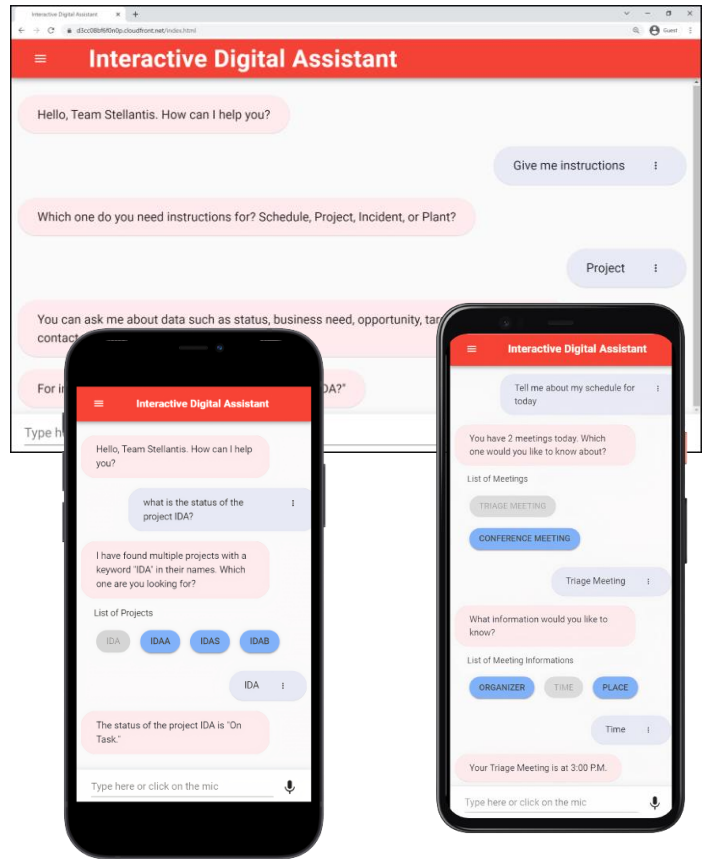 Interactive Digital Assistant
d3cc08bf6f0n0p.cloudfront.net/index.html
Guest
Interactive Digital Assistant
Hello, Team Stellantis. How can I help you?
Give me instructions
Which one do you need instructions for? Schedule, Project, Incident, or Plant?
Project
You can ask me about data such as status, business need, opportunity, tar
contact
For i
DA?"
Type h
Interactive Digital Assistant
Hello, Team Stellantis. How can I help
you?
what is the status of the
project IDA?
I have found multiple projects with a
keyword "IDA" in their names. Which
one are you looking for?
List of Projects
IDA IDAA IDAS IDAB
IDA
The status of the project IDA is "On
Task."
Type here or click on the mic
Interactive Digital Assistant
Tell me about my schedule for
today
You have 2 meetings today. Which
one would you like to know about?
List of Meetings
TRIAGE MEETING
CONFERENCE MEETING
Triage Meeting
What information would you like to
know?
List of Meeting Informations
ORGANIZER TIME PLACE
Time
Your Triage Meeting is at 3:00 P.M.
Type here or click on the mic